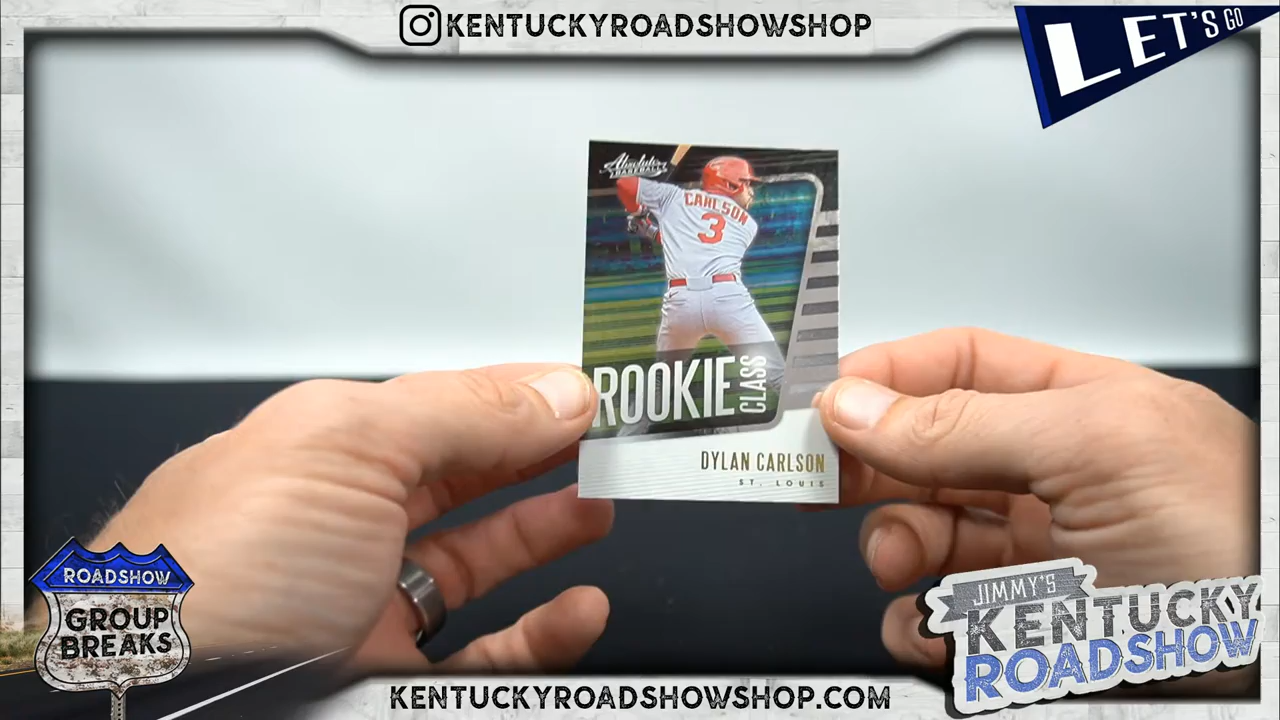 KENTUCKYROADSHOWSHOP
LET'S GO
Absolute
BASEBALL
CARLSON
3
ROOKIE
CLASS
DYLAN CARLSON
ST. LOUIS
ROADSHOW
GROUP
BREAKS
JIMMY'S
KENTUCKY
ROADSHOW
KENTUCKYROADSHOWSHOP.COM